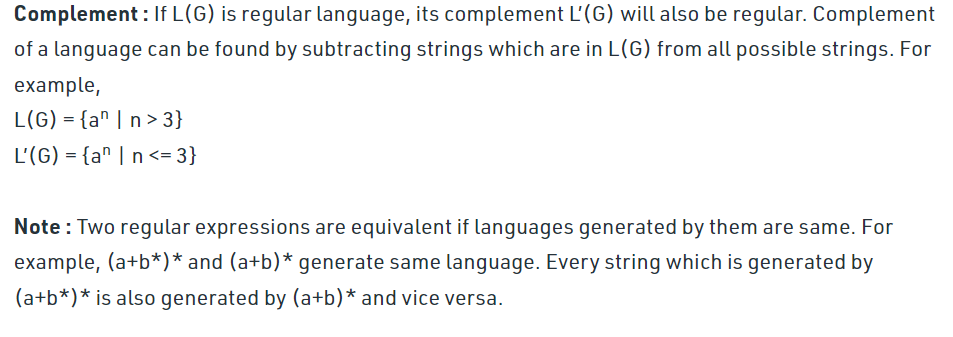 Complement : If L(G) is regular language, its complement L’(G) will also be regular. Complement
of a language can be found by subtracting strings which are in L(G) from all possible strings. For
example,
L(G) = {aⁿ | n > 3}
L’(G) = {aⁿ | n <= 3}
Note : Two regular expressions are equivalent if languages generated by them are same. For
example, (a+b*)* and (a+b)* generate same language. Every string which is generated by
(a+b*)* is also generated by (a+b)* and vice versa.